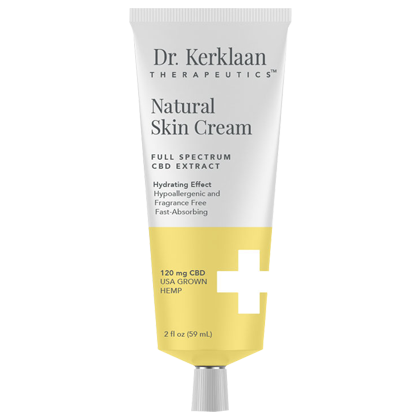 Dr. Kerklaan
THERAPEUTICS™
Natural
Skin Cream
FULL SPECTRUM
CBD EXTRACT
Hydrating Effect
Hypoallergenic and
Fragrance Free
Fast-Absorbing
120 mg CBD
USA GROWN
HEMP
2 fl oz (59 mL)